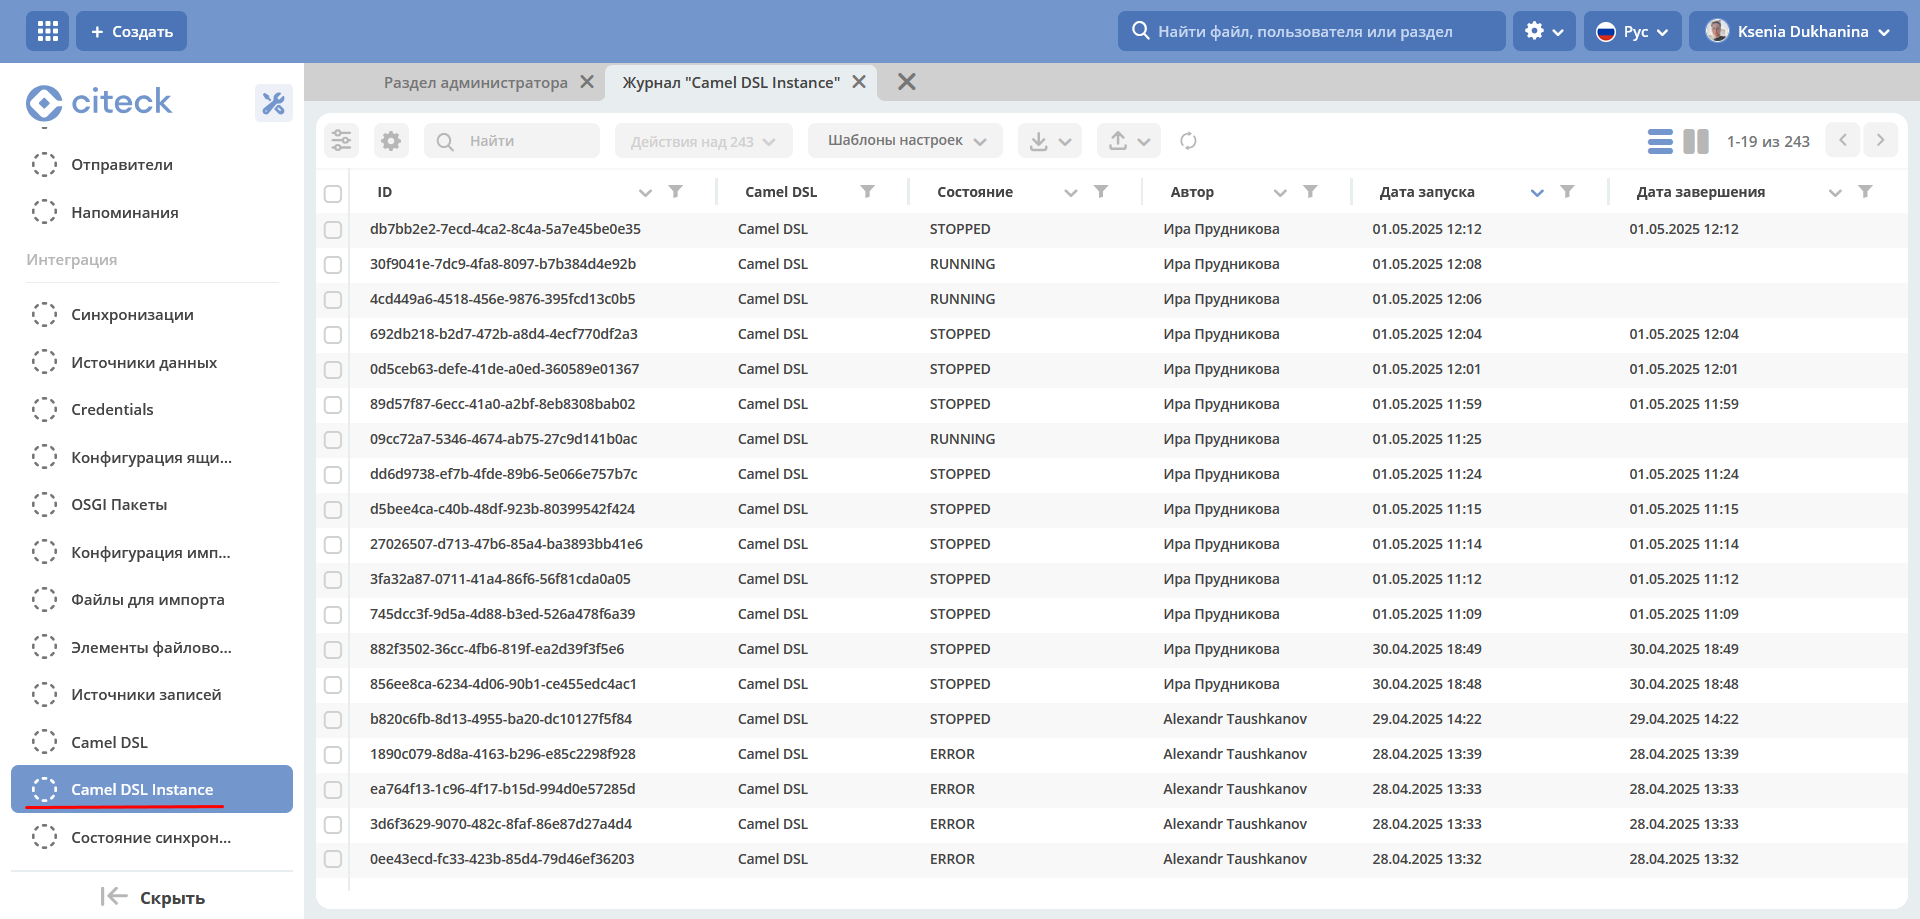 + Создать
Найти файл, пользователя или раздел
Рус
Ksenia Dukhanina
citeck
Отправители
Напоминания
Интеграция
Синхронизации
Источники данных
Credentials
Конфигурация ящи...
OSGI Пакеты
Конфигурация имп...
Файлы для импорта
Элементы файлово...
Источники записей
Camel DSL
Camel DSL Instance
Состояние синхрон...
Скрыть
Раздел администратора
Журнал "Camel DSL Instance"
Найти
Действия над 243
Шаблоны настроек
1-19 из 243
ID Camel DSL Состояние Автор Дата запуска Дата завершения
db7bb2e2-7ecd-4ca2-8c4a-5a7e45be0e35 Camel DSL STOPPED Ира Прудникова 01.05.2025 12:12 01.05.2025 12:12
30f9041e-7dc9-4fa8-8097-b7b384d4e92b Camel DSL RUNNING Ира Прудникова 01.05.2025 12:08
4cd449a6-4518-456e-9876-395fcd13c0b5 Camel DSL RUNNING Ира Прудникова 01.05.2025 12:06
692db218-b2d7-472b-a8d4-4ecf770df2a3 Camel DSL STOPPED Ира Прудникова 01.05.2025 12:04 01.05.2025 12:04
0d5ceb63-defe-41de-a0ed-360589e01367 Camel DSL STOPPED Ира Прудникова 01.05.2025 12:01 01.05.2025 12:01
89d57f87-6ecc-41a0-a2bf-8eb8308bab02 Camel DSL STOPPED Ира Прудникова 01.05.2025 11:59 01.05.2025 11:59
09cc72a7-5346-4674-ab75-27c9d141b0ac Camel DSL RUNNING Ира Прудникова 01.05.2025 11:25
dd6d9738-ef7b-4fde-89b6-5e066e757b7c Camel DSL STOPPED Ира Прудникова 01.05.2025 11:24 01.05.2025 11:24
d5bee4ca-c40b-48df-923b-80399542f424 Camel DSL STOPPED Ира Прудникова 01.05.2025 11:15 01.05.2025 11:15
27026507-d713-47b6-85a4-ba3893bb41e6 Camel DSL STOPPED Ира Прудникова 01.05.2025 11:14 01.05.2025 11:14
3fa32a87-0711-41a4-86f6-56f81cda0a05 Camel DSL STOPPED Ира Прудникова 01.05.2025 11:12 01.05.2025 11:12
745dcc3f-9d5a-4d88-b3ed-526a478f6a39 Camel DSL STOPPED Ира Прудникова 01.05.2025 11:09 01.05.2025 11:09
882f3502-36cc-4fb6-819f-ea2d39f3f5e6 Camel DSL STOPPED Ира Прудникова 30.04.2025 18:49 30.04.2025 18:49
856ee8ca-6234-4d06-90b1-ce455edc4ac1 Camel DSL STOPPED Ира Прудникова 30.04.2025 18:48 30.04.2025 18:48
b820c6fb-8d13-4955-ba20-dc10127f5f84 Camel DSL STOPPED Alexandr Taushkanov 29.04.2025 14:22 29.04.2025 14:22
1890c079-8d8a-4163-b296-e85c2298f928 Camel DSL ERROR Alexandr Taushkanov 28.04.2025 13:39 28.04.2025 13:39
ea764f13-1c96-4f17-b15d-994d0e57285d Camel DSL ERROR Alexandr Taushkanov 28.04.2025 13:33 28.04.2025 13:33
3d6f3629-9070-482c-8faf-86e87d27a4d4 Camel DSL ERROR Alexandr Taushkanov 28.04.2025 13:33 28.04.2025 13:33
0ee43ecd-fc33-423b-85d4-79d46ef36203 Camel DSL ERROR Alexandr Taushkanov 28.04.2025 13:32 28.04.2025 13:32